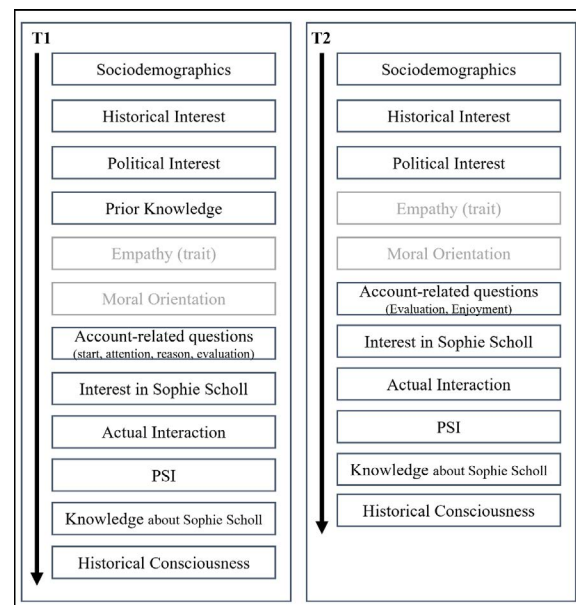 T1
Sociodemographics
Historical Interest
Political Interest
Prior Knowledge
Empathy (trait)
Moral Orientation
Account-related questions
(start, attention, reason, evaluation)
Interest in Sophie Scholl
Actual Interaction
PSI
Knowledge about Sophie Scholl
Historical Consciousness
T2
Sociodemographics
Historical Interest
Political Interest
Empathy (trait)
Moral Orientation
Account-related questions
(Evaluation, Enjoyment)
Interest in Sophie Scholl
Actual Interaction
PSI
Knowledge about Sophie Scholl
Historical Consciousness